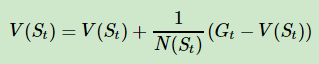 V(S_t) = V(S_t) + \frac{1}{N(S_t)}(G_t − V(S_t))